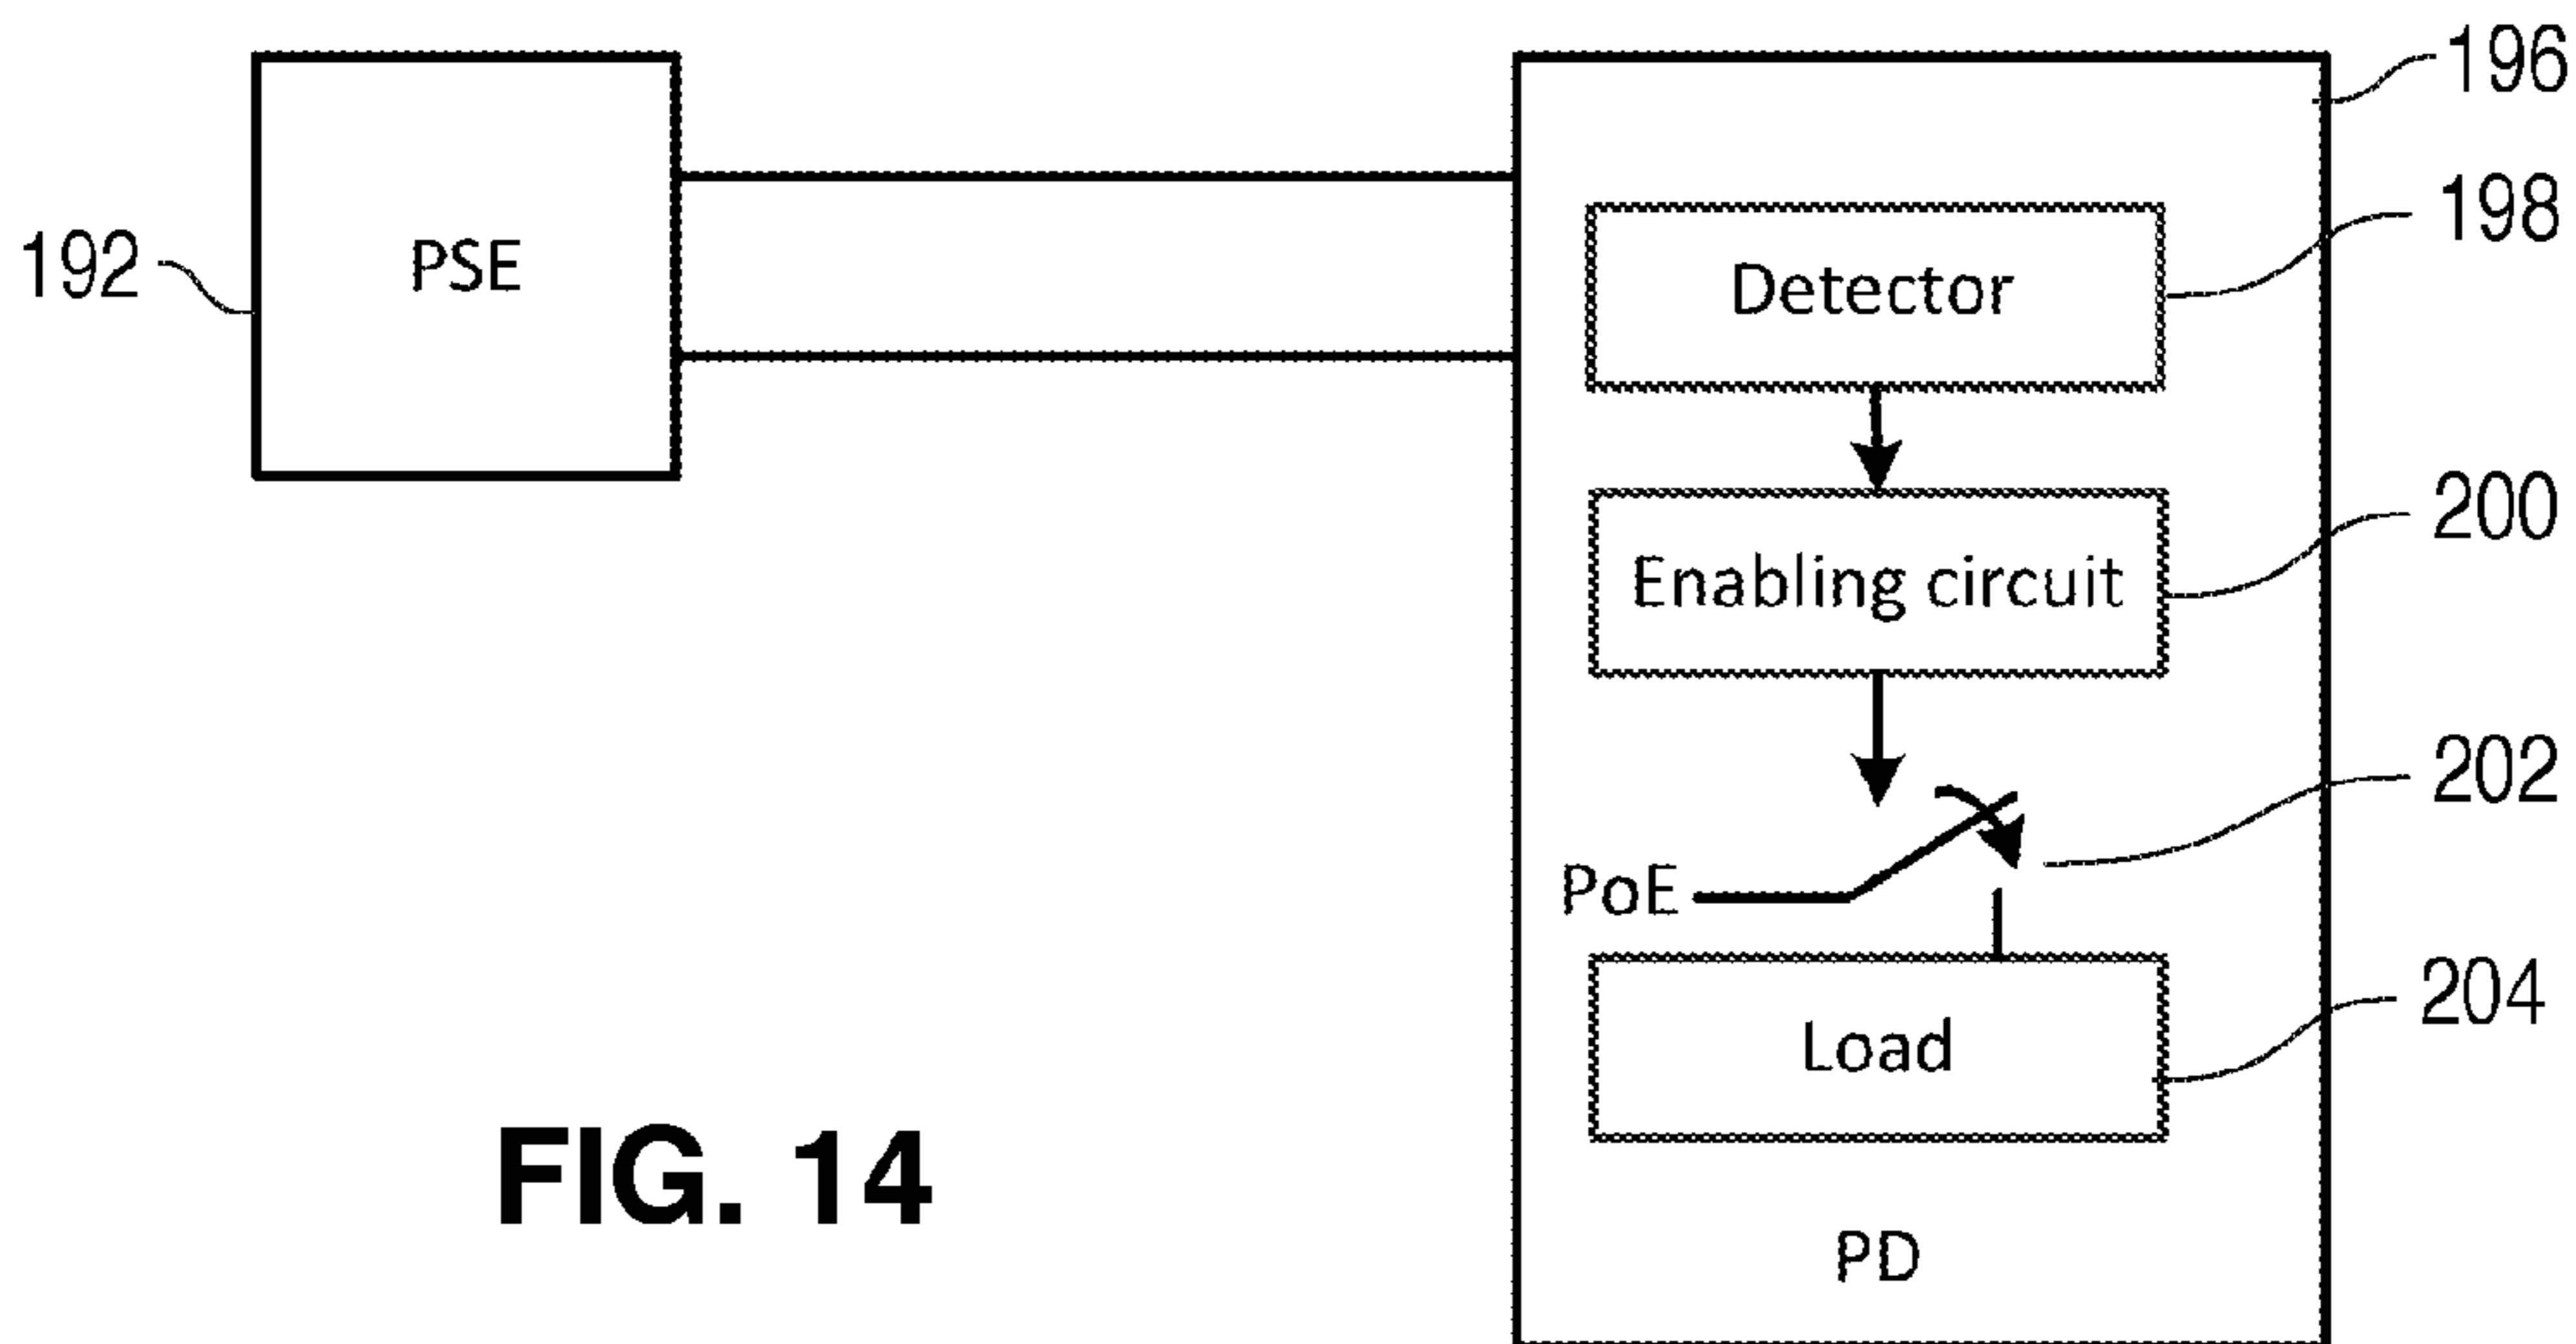 196
192
PSE
198
Detector
200
Enabling circuit
202
PoE
204
Load
FIG. 14
PD